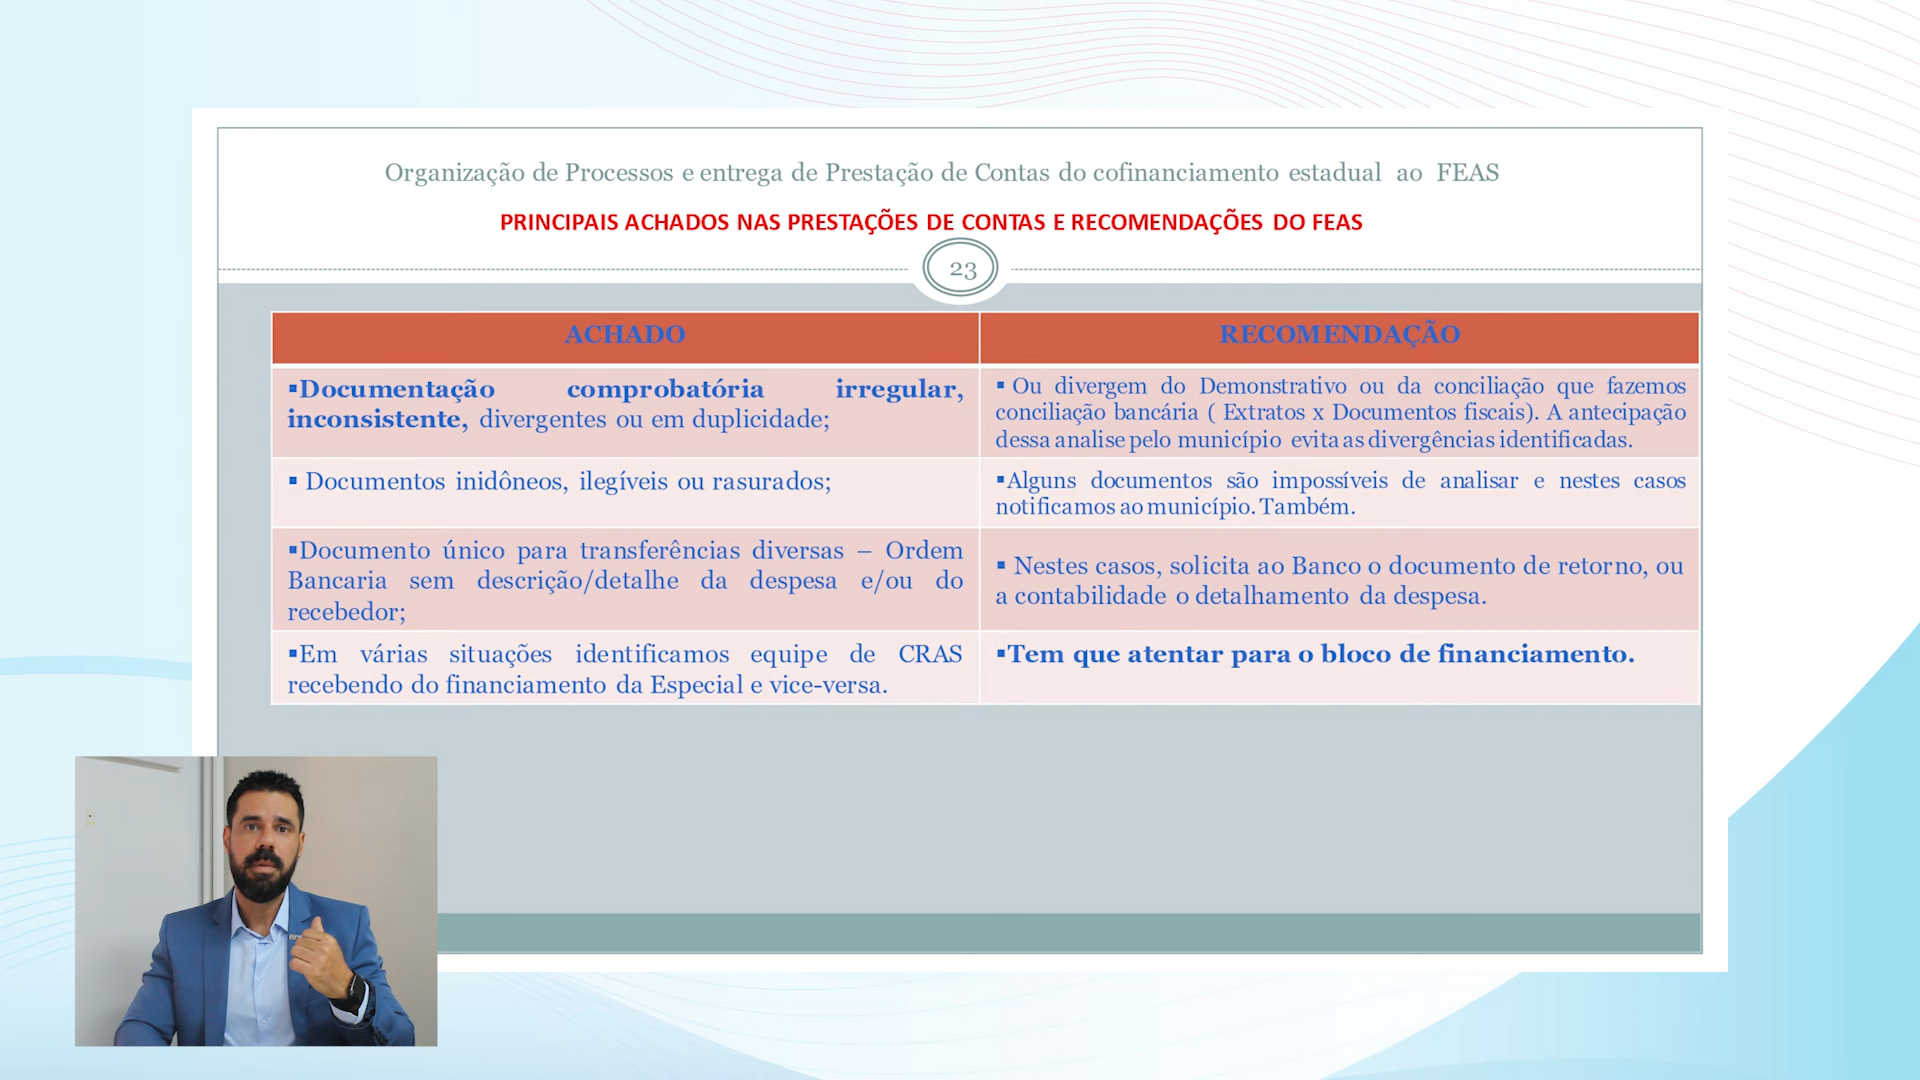 Organização de Processos e entrega de Prestação de Contas do cofinanciamento estadual ao FEAS
PRINCIPAIS ACHADOS NAS PRESTAÇÕES DE CONTAS E RECOMENDAÇÕES DO FEAS
23
ACHADO
RECOMENDAÇÃO
▪Documentação comprobatória irregular,
inconsistente, divergentes ou em duplicidade;
▪ Ou divergem do Demonstrativo ou da conciliação que fazemos
conciliação bancária ( Extratos x Documentos fiscais). A antecipação
dessa analise pelo município evita as divergências identificadas.
▪ Documentos inidôneos, ilegíveis ou rasurados;
▪Alguns documentos são impossíveis de analisar e nestes casos
notificamos ao município. Também.
▪Documento único para transferências diversas – Ordem
Bancaria sem descrição/detalhe da despesa e/ou do
recebedor;
▪ Nestes casos, solicita ao Banco o documento de retorno, ou
a contabilidade o detalhamento da despesa.
▪Em várias situações identificamos equipe de CRAS
recebendo do financiamento da Especial e vice-versa.
▪Tem que atentar para o bloco de financiamento.